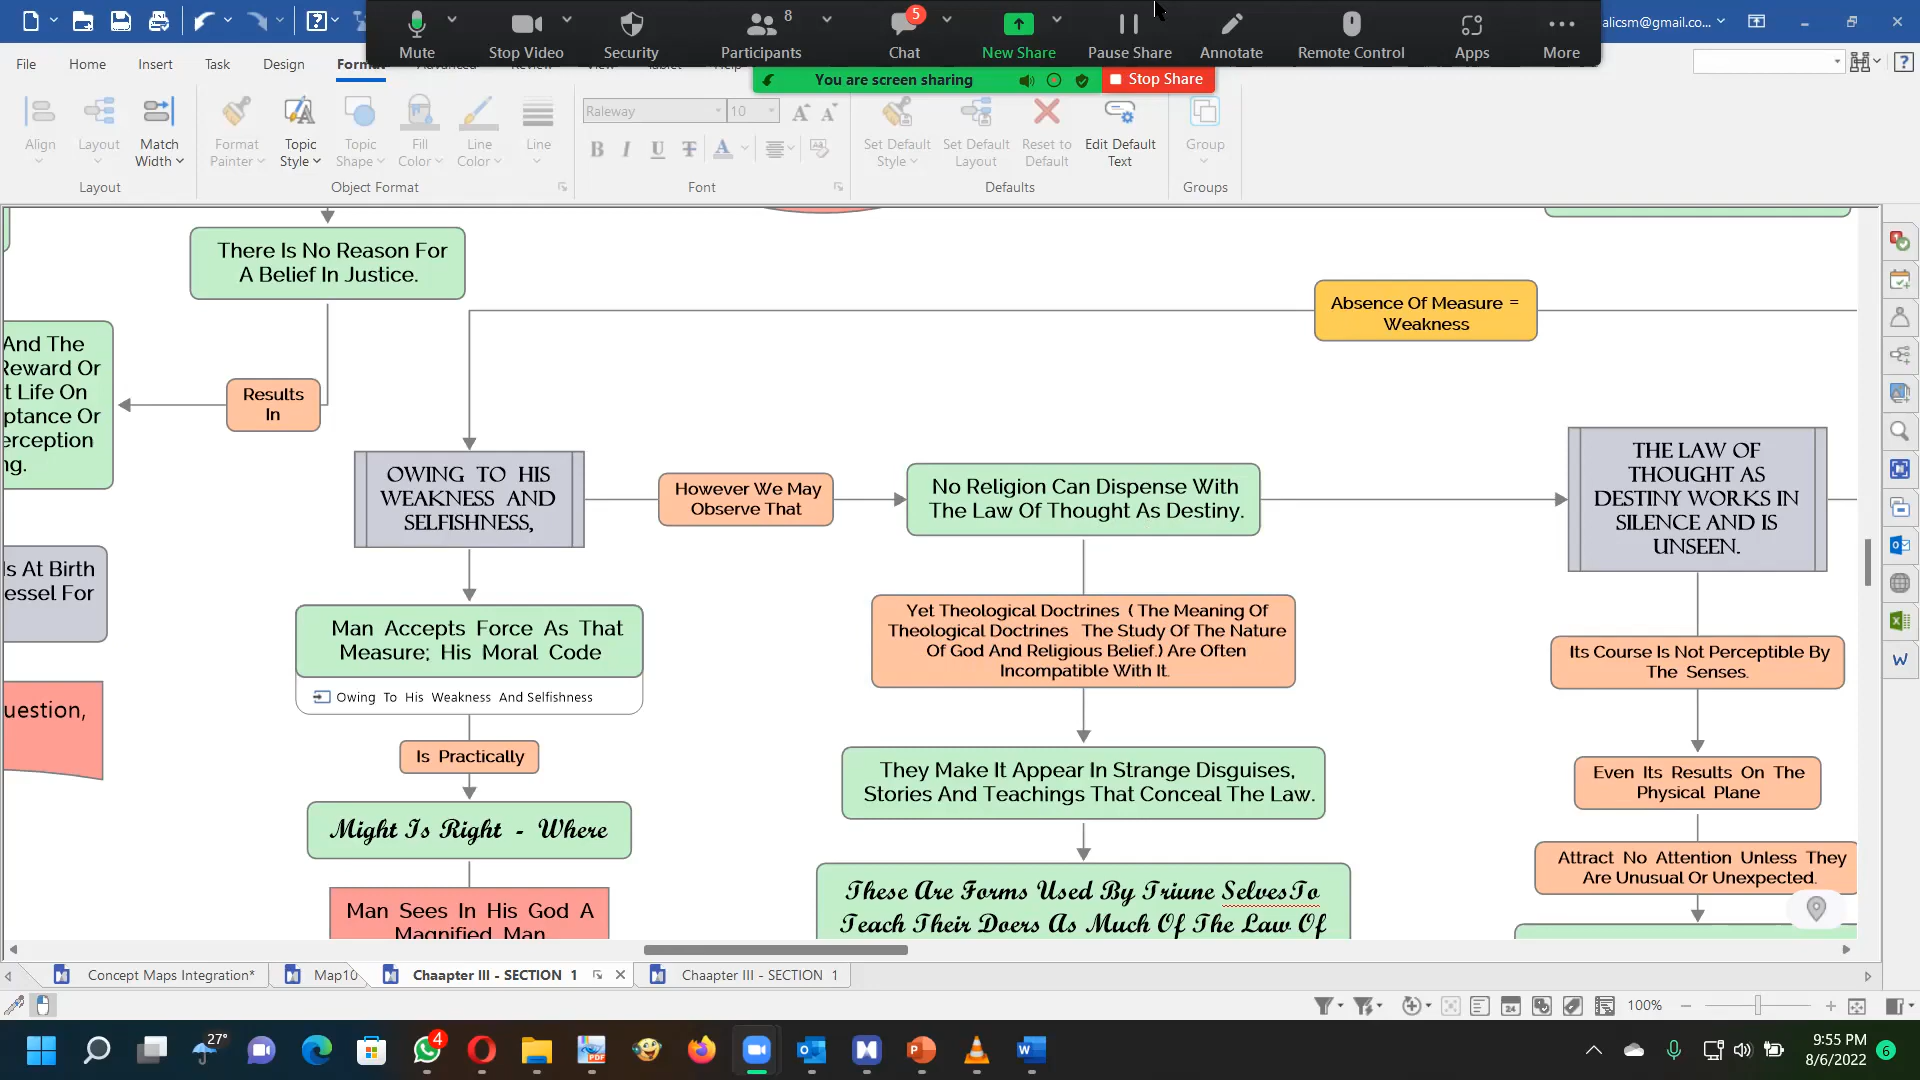 Mute
Stop Video
Security
Participants
8
Chat
5
New Share
Pause Share
Annotate
Remote Control
Apps
More
alicsm@gmail.co...
You are screen sharing
Stop Share
File
Home
Insert
Task
Design
Align
Layout
Match
Width
Layout
Format
Painter
Topic
Style
Topic
Shape
Fill
Color
Line
Color
Line
Object Format
Raleway
10
Font
Set Default
Style
Set Default
Layout
Reset to
Default
Edit Default
Text
Defaults
Group
Groups
There Is No Reason For
A Belief In Justice.
Absence Of Measure =
Weakness
And The
Reward Or
t Life On
ptance Or
erception
ng.
Results
In
OWING TO HIS
WEAKNESS AND
SELFISHNESS,
However We May
Observe That
No Religion Can Dispense With
The Law Of Thought As Destiny.
THE LAW OF
THOUGHT AS
DESTINY WORKS IN
SILENCE AND IS
UNSEEN.
Is At Birth
essel For
Man Accepts Force As That
Measure; His Moral Code
Owing To His Weakness And Selfishness
Yet Theological Doctrines ( The Meaning Of
Theological Doctrines The Study Of The Nature
Of God And Religious Belief.) Are Often
Incompatible With It.
Its Course Is Not Perceptible By
The Senses.
uestion,
Is Practically
They Make It Appear In Strange Disguises,
Stories And Teachings That Conceal The Law.
Even Its Results On The
Physical Plane
Might Is Right - Where
Attract No Attention Unless They
Are Unusual Or Unexpected.
Man Sees In His God A
Magnified Man
These Are Forms Used By Triune SelvesTo
Teach Their Doers As Much Of The Law Of
Concept Maps Integration*
Map10
Chaapter III - SECTION 1
Chaapter III - SECTION 1
100%
27°
4
9:55 PM
8/6/2022
6